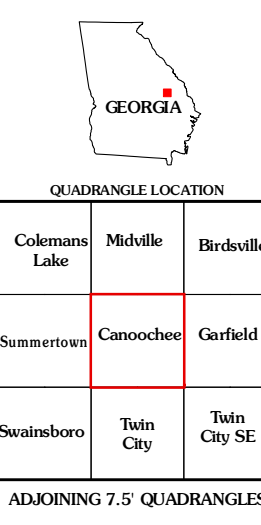 GEORGIA
QUADRANGLE LOCATION
Colemans
Lake
Midville
Birdsville
Summertown
Canoochee
Garfield
Swainsboro
Twin
City
Twin
City SE
ADJOINING 7.5' QUADRANGLES